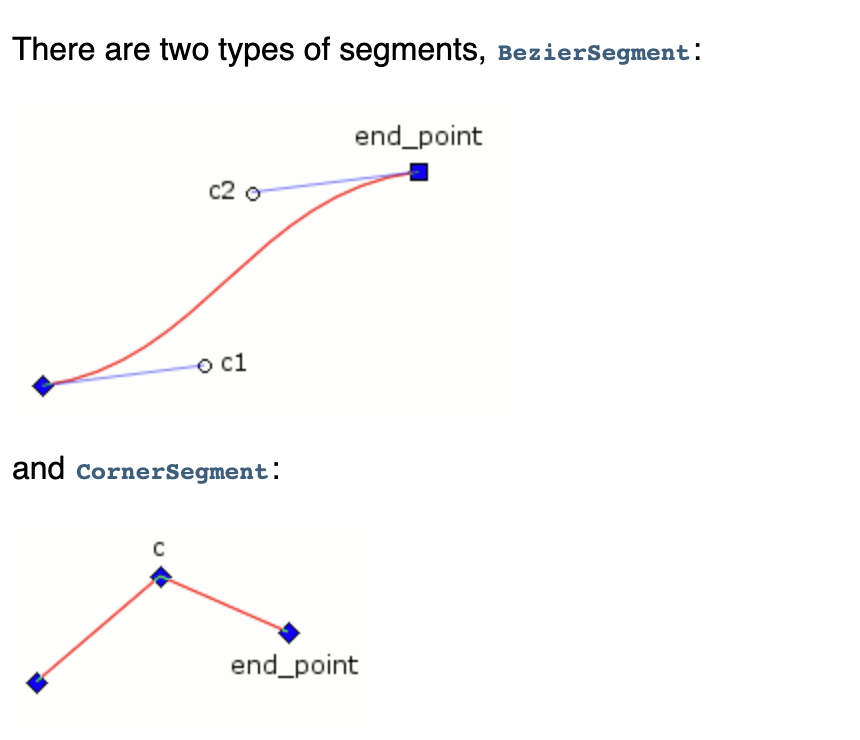 There are two types of segments, BezierSegment:
end_point
c2
c1
and CornerSegment:
c
end_point